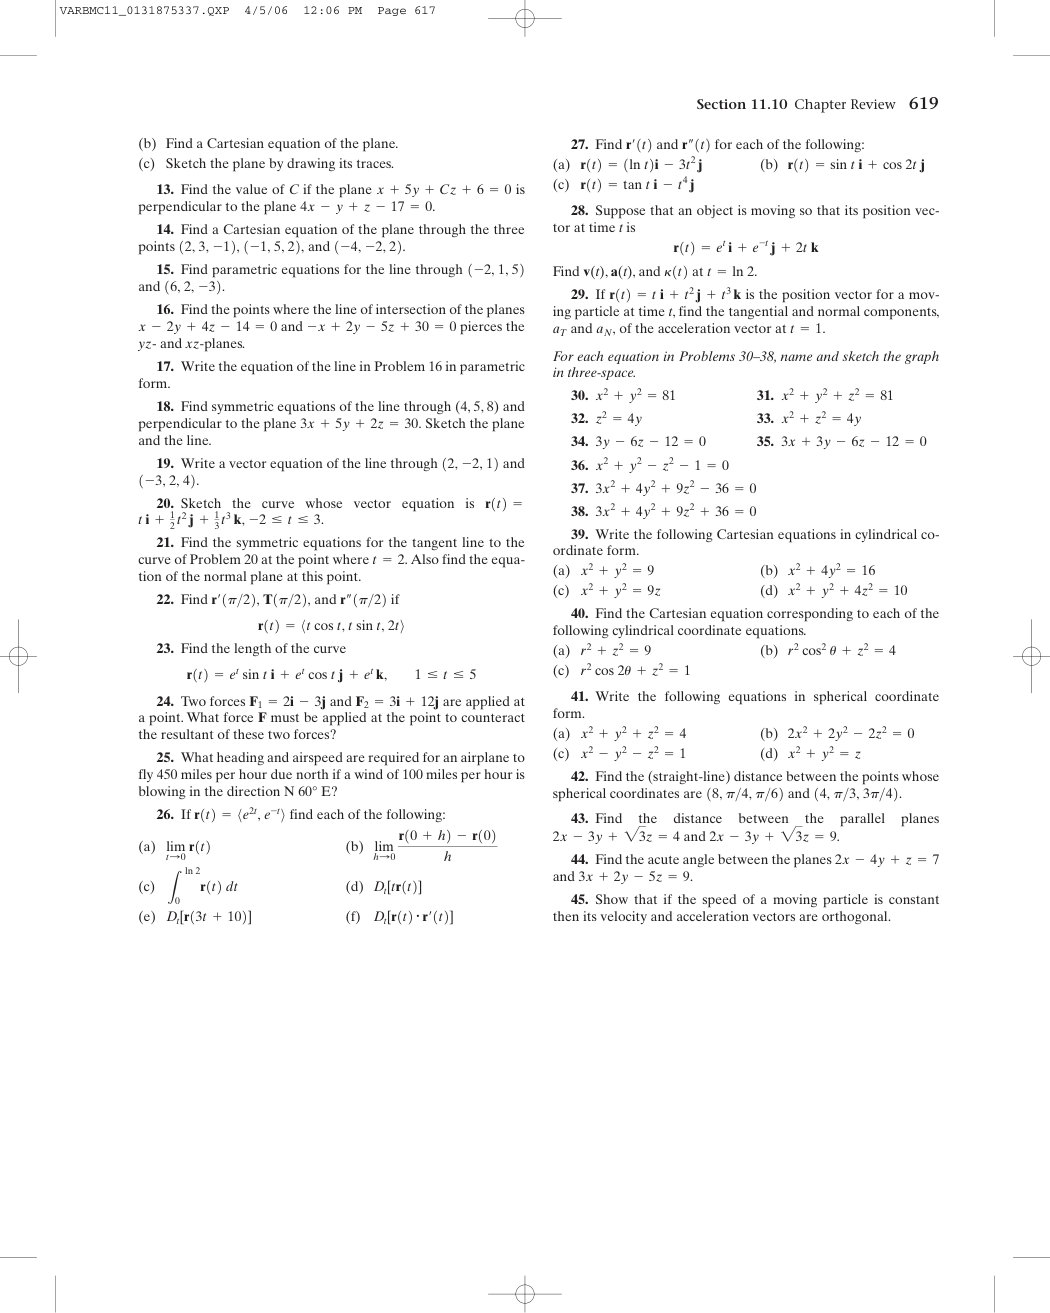 VARBMC11_0131875337.QXP 4/5/06 12:06 PM Page 617
Section 11.10 Chapter Review 619
(b) Find a Cartesian equation of the plane.
(c) Sketch the plane by drawing its traces.
13. Find the value of C if the plane x + 5y + Cz + 6 = 0 is
perpendicular to the plane 4x − y + z − 17 = 0.
14. Find a Cartesian equation of the plane through the three
points (2, 3, −1), (−1, 5, 2), and (−4, −2, 2).
15. Find parametric equations for the line through (−2, 1, 5)
and (6, 2, −3).
16. Find the points where the line of intersection of the planes
x − 2y + 4z − 14 = 0 and −x + 2y − 5z + 30 = 0 pierces the
yz- and xz-planes.
17. Write the equation of the line in Problem 16 in parametric
form.
18. Find symmetric equations of the line through (4, 5, 8) and
perpendicular to the plane 3x + 5y + 2z = 30. Sketch the plane
and the line.
19. Write a vector equation of the line through (2, −2, 1) and
(−3, 2, 4).
20. Sketch the curve whose vector equation is r(t) =
t i + 1/2 t² j + 1/3 t³ k, −2 ≤ t ≤ 3.
21. Find the symmetric equations for the tangent line to the
curve of Problem 20 at the point where t = 2. Also find the equa-
tion of the normal plane at this point.
22. Find r′(π/2), T(π/2), and r″(π/2) if
r(t) = ⟨t cos t, t sin t, 2t⟩
23. Find the length of the curve
r(t) = eᵗ sin t i + eᵗ cos t j + eᵗ k, 1 ≤ t ≤ 5
24. Two forces F₁ = 2i − 3j and F₂ = 3i + 12j are applied at
a point. What force F must be applied at the point to counteract
the resultant of these two forces?
25. What heading and airspeed are required for an airplane to
fly 450 miles per hour due north if a wind of 100 miles per hour is
blowing in the direction N 60° E?
26. If r(t) = ⟨e²ᵗ, e⁻ᵗ⟩ find each of the following:
(a) lim t→0 r(t) (b) lim h→0 (r(0 + h) − r(0))/h
(c) ∫₀^(ln 2) r(t) dt (d) Dₜ[tr(t)]
(e) Dₜ[r(3t + 10)] (f) Dₜ[r(t) · r′(t)]
27. Find r′(t) and r″(t) for each of the following:
(a) r(t) = (ln t)i − 3t² j (b) r(t) = sin t i + cos 2t j
(c) r(t) = tan t i − t⁴ j
28. Suppose that an object is moving so that its position vec-
tor at time t is
r(t) = eᵗ i + e⁻ᵗ j + 2t k
Find v(t), a(t), and κ(t) at t = ln 2.
29. If r(t) = t i + t² j + t³ k is the position vector for a mov-
ing particle at time t, find the tangential and normal components,
a_T and a_N, of the acceleration vector at t = 1.
For each equation in Problems 30–38, name and sketch the graph
in three-space.
30. x² + y² = 81 31. x² + y² + z² = 81
32. z² = 4y 33. x² + z² = 4y
34. 3y − 6z − 12 = 0 35. 3x + 3y − 6z − 12 = 0
36. x² + y² − z² − 1 = 0
37. 3x² + 4y² + 9z² − 36 = 0
38. 3x² + 4y² + 9z² + 36 = 0
39. Write the following Cartesian equations in cylindrical co-
ordinate form.
(a) x² + y² = 9 (b) x² + 4y² = 16
(c) x² + y² = 9z (d) x² + y² + 4z² = 10
40. Find the Cartesian equation corresponding to each of the
following cylindrical coordinate equations.
(a) r² + z² = 9 (b) r² cos² θ + z² = 4
(c) r² cos 2θ + z² = 1
41. Write the following equations in spherical coordinate
form.
(a) x² + y² + z² = 4 (b) 2x² + 2y² − 2z² = 0
(c) x² − y² − z² = 1 (d) x² + y² = z
42. Find the (straight-line) distance between the points whose
spherical coordinates are (8, π/4, π/6) and (4, π/3, 3π/4).
43. Find the distance between the parallel planes
2x − 3y + √3z = 4 and 2x − 3y + √3z = 9.
44. Find the acute angle between the planes 2x − 4y + z = 7
and 3x + 2y − 5z = 9.
45. Show that if the speed of a moving particle is constant
then its velocity and acceleration vectors are orthogonal.